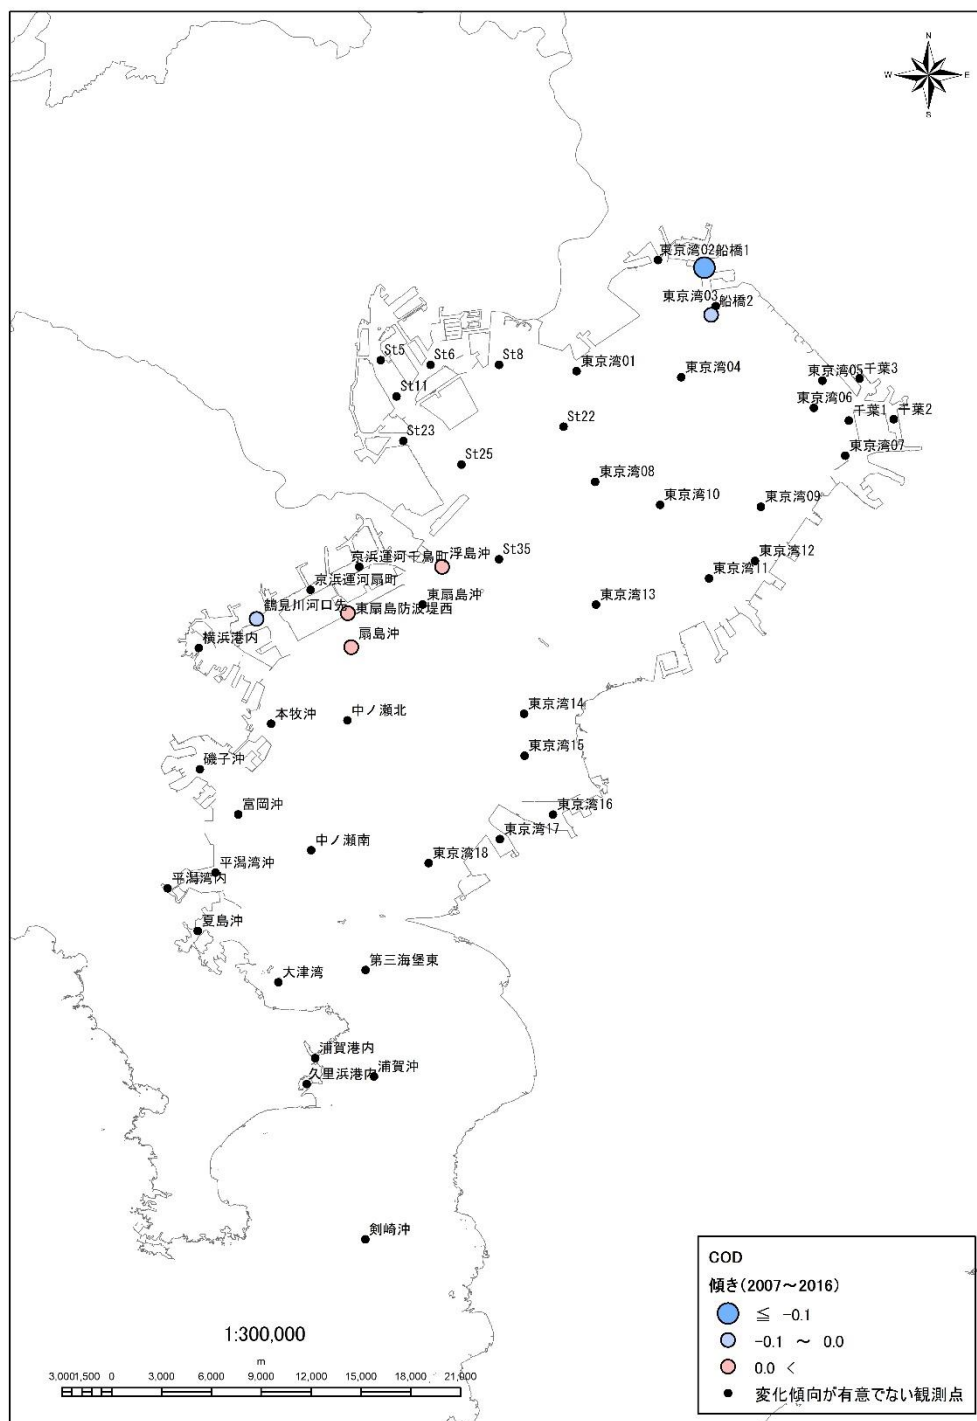 N
W
E
S
東京湾02
船橋1
東京湾03
船橋2
St5
St6
St8
東京湾01
東京湾04
東京湾05
千葉3
St11
東京湾06
千葉1
千葉2
St22
St23
東京湾07
St25
東京湾08
東京湾10
東京湾09
京浜運河千鳥町
浮島沖
St35
東京湾12
京浜運河扇町
東京湾11
鶴見川河口先
東扇島防波堤西
東扇島沖
東京湾13
横浜港内
扇島沖
本牧沖
中ノ瀬北
東京湾14
東京湾15
磯子沖
富岡沖
東京湾16
東京湾17
中ノ瀬南
東京湾18
平潟湾沖
平潟湾内
夏島沖
大津湾
第三海堡東
浦賀港内
久里浜港内
浦賀沖
剣崎沖
1:300,000
m
3,000 1,500 0 3,000 6,000 9,000 12,000 15,000 18,000 21,000
COD
傾き(2007～2016)
≦ -0.1
-0.1 ～ 0.0
0.0 <
変化傾向が有意でない観測点